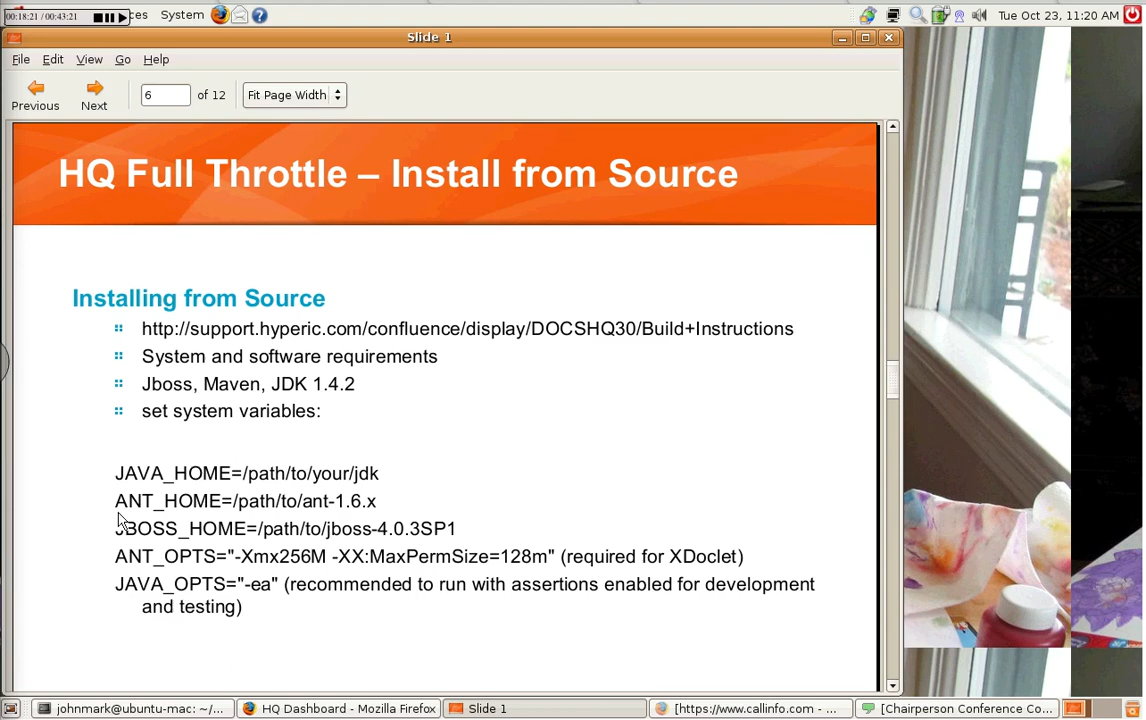 00:18:21 / 00:43:21
ces System
Tue Oct 23, 11:20 AM
Slide 1
File Edit View Go Help
Previous Next 6 of 12 Fit Page Width
HQ Full Throttle – Install from Source
Installing from Source
http://support.hyperic.com/confluence/display/DOCSHQ30/Build+Instructions
System and software requirements
Jboss, Maven, JDK 1.4.2
set system variables:
JAVA_HOME=/path/to/your/jdk
ANT_HOME=/path/to/ant-1.6.x
JBOSS_HOME=/path/to/jboss-4.0.3SP1
ANT_OPTS="-Xmx256M -XX:MaxPermSize=128m" (required for XDoclet)
JAVA_OPTS="-ea" (recommended to run with assertions enabled for development
and testing)
johnmark@ubuntu-mac: ~/... HQ Dashboard - Mozilla Firefox Slide 1 [https://www.callinfo.com - ... [Chairperson Conference Co...